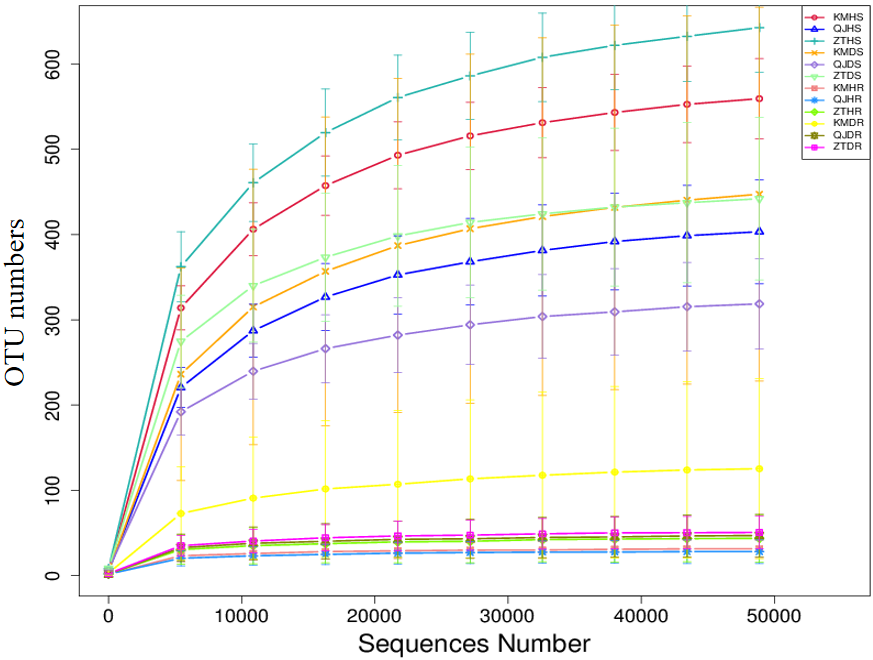 KMHS
QJHS
ZTHS
KMDS
QJDS
ZTDS
KMHR
QJHR
ZTHR
KMDR
QJDR
ZTDR
600
500
400
300
200
100
0
OTU numbers
0 10000 20000 30000 40000 50000
Sequences Number